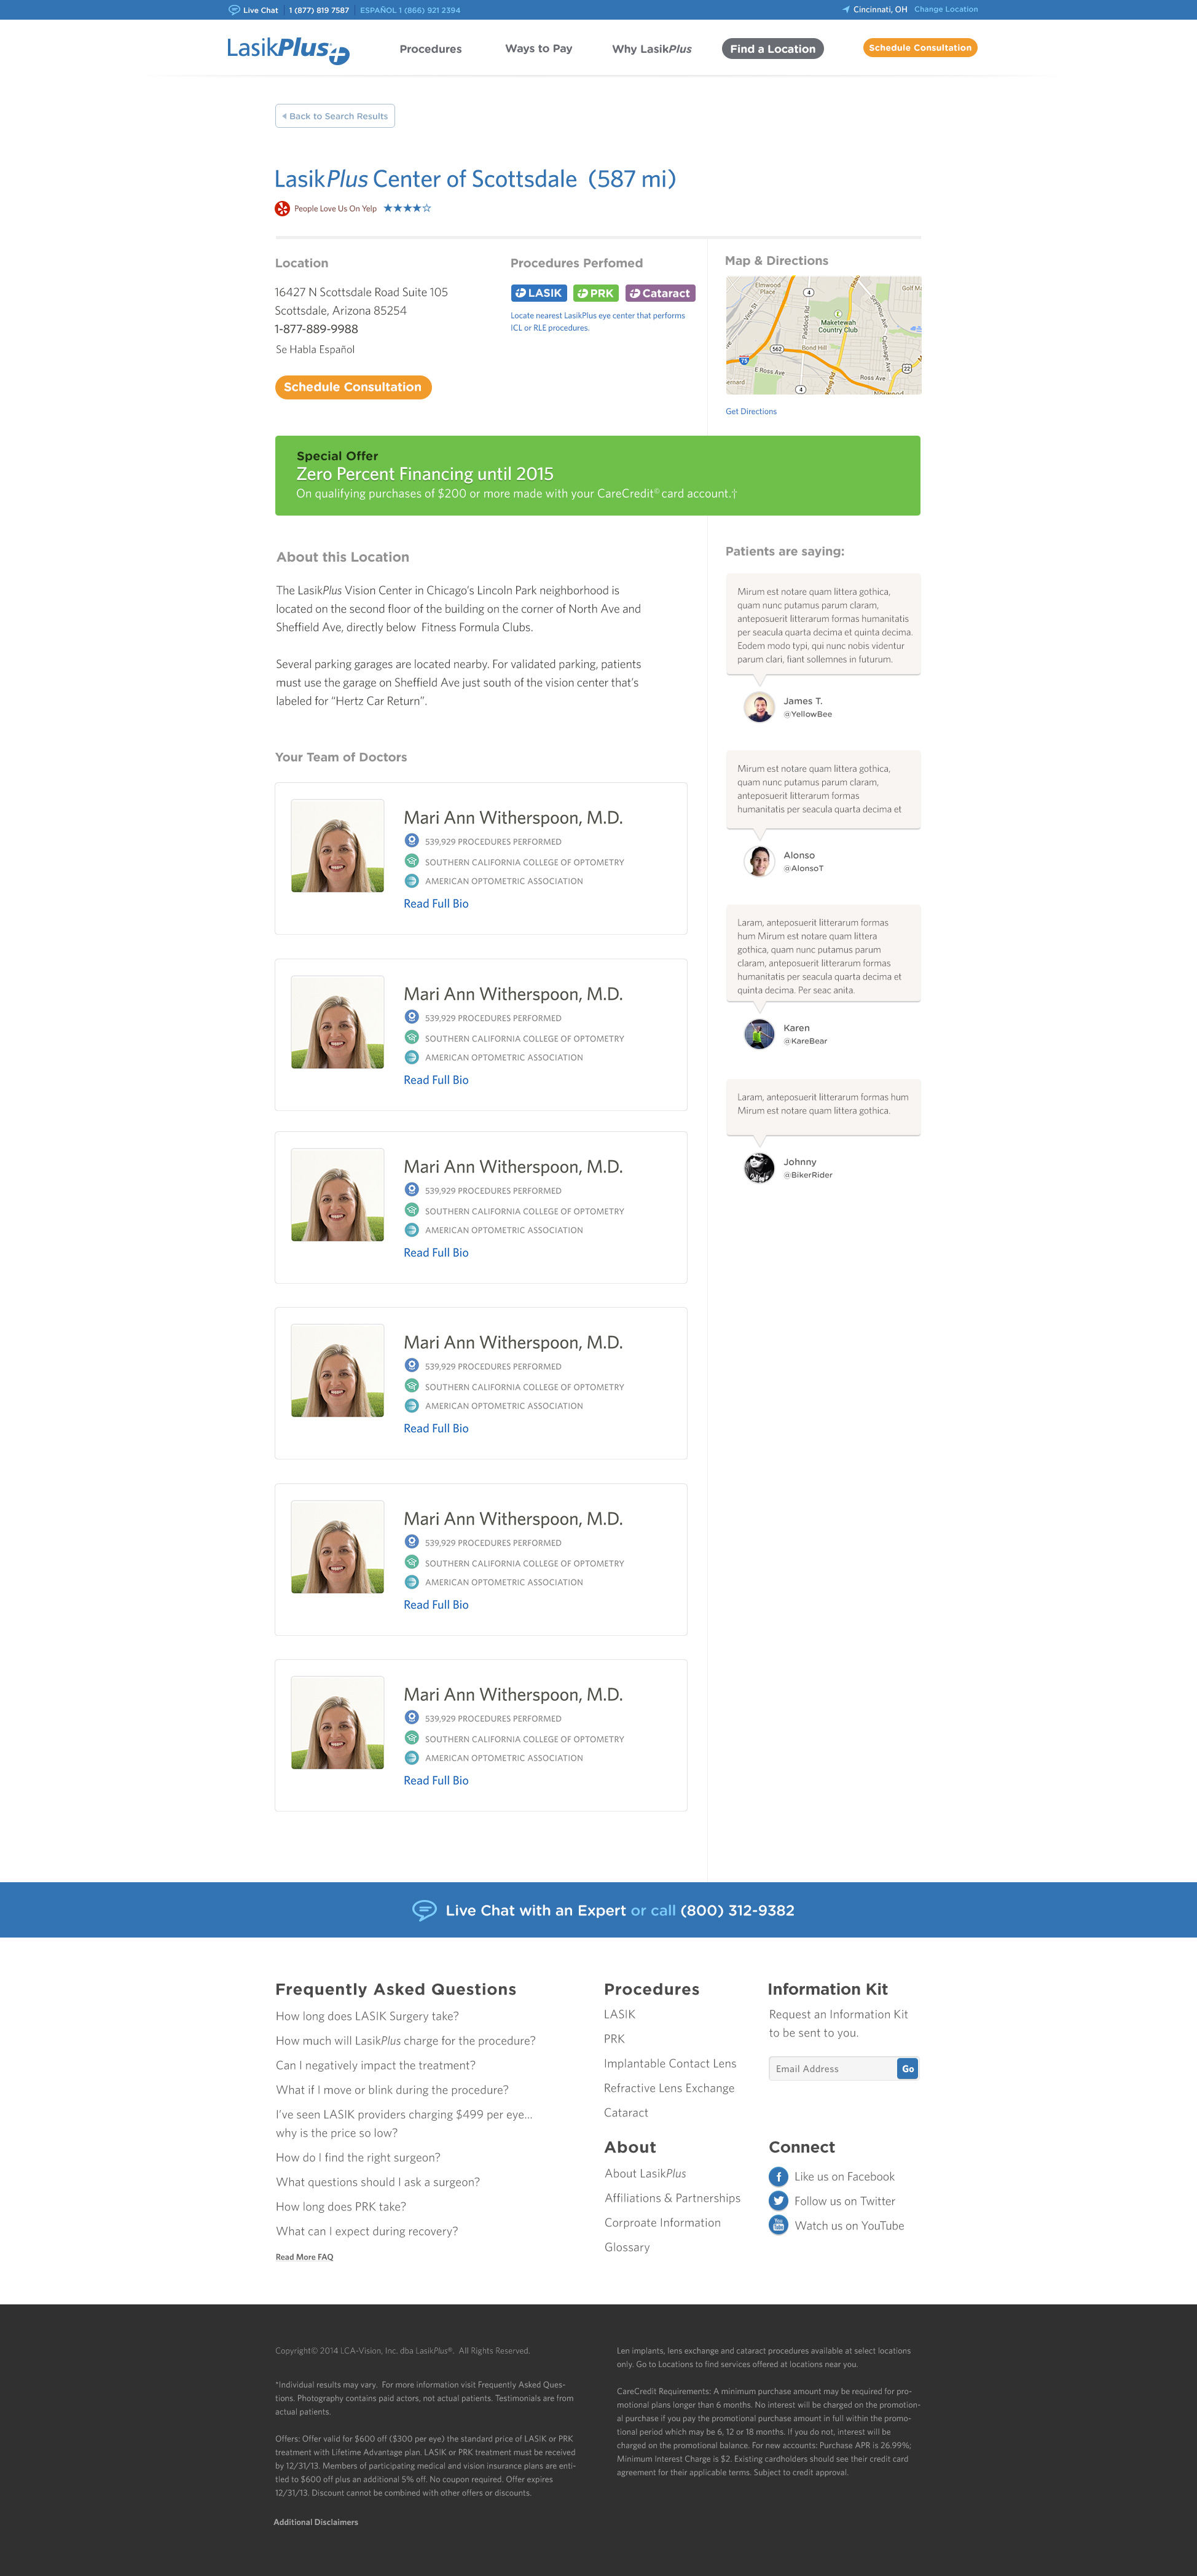 Live Chat 1 (877) 819 7587 ESPAÑOL 1 (866) 921 2394
Cincinnati, OH Change Location
LasikPlus
Procedures
Ways to Pay
Why LasikPlus
Find a Location
Schedule Consultation
Back to Search Results
LasikPlus Center of Scottsdale (587 mi)
People Love Us On Yelp
Location
16427 N Scottsdale Road Suite 105
Scottsdale, Arizona 85254
1-877-889-9988
Se Habla Español
Schedule Consultation
Procedures Perfomed
LASIK PRK Cataract
Locate nearest LasikPlus eye center that performs
ICL or RLE procedures.
Map & Directions
Elmwood
Place
Vine St
4
Paddock Rd
Seymour Ave
Golf M
Maketewah
Country Club
562
Bond Hill
Carthage Ave
75
E Ross Ave
Ross Ave
22
4
Get Directions
Special Offer
Zero Percent Financing until 2015
On qualifying purchases of $200 or more made with your CareCredit® card account.†
About this Location
The LasikPlus Vision Center in Chicago's Lincoln Park neighborhood is
located on the second floor of the building on the corner of North Ave and
Sheffield Ave, directly below Fitness Formula Clubs.
Several parking garages are located nearby. For validated parking, patients
must use the garage on Sheffield Ave just south of the vision center that's
labeled for “Hertz Car Return”.
Your Team of Doctors
Mari Ann Witherspoon, M.D.
539,929 PROCEDURES PERFORMED
SOUTHERN CALIFORNIA COLLEGE OF OPTOMETRY
AMERICAN OPTOMETRIC ASSOCIATION
Read Full Bio
Mari Ann Witherspoon, M.D.
539,929 PROCEDURES PERFORMED
SOUTHERN CALIFORNIA COLLEGE OF OPTOMETRY
AMERICAN OPTOMETRIC ASSOCIATION
Read Full Bio
Mari Ann Witherspoon, M.D.
539,929 PROCEDURES PERFORMED
SOUTHERN CALIFORNIA COLLEGE OF OPTOMETRY
AMERICAN OPTOMETRIC ASSOCIATION
Read Full Bio
Mari Ann Witherspoon, M.D.
539,929 PROCEDURES PERFORMED
SOUTHERN CALIFORNIA COLLEGE OF OPTOMETRY
AMERICAN OPTOMETRIC ASSOCIATION
Read Full Bio
Mari Ann Witherspoon, M.D.
539,929 PROCEDURES PERFORMED
SOUTHERN CALIFORNIA COLLEGE OF OPTOMETRY
AMERICAN OPTOMETRIC ASSOCIATION
Read Full Bio
Mari Ann Witherspoon, M.D.
539,929 PROCEDURES PERFORMED
SOUTHERN CALIFORNIA COLLEGE OF OPTOMETRY
AMERICAN OPTOMETRIC ASSOCIATION
Read Full Bio
Patients are saying:
Mirum est notare quam littera gothica,
quam nunc putamus parum claram,
anteposuerit litterarum formas humanitatis
per seacula quarta decima et quinta decima.
Eodem modo typi, qui nunc nobis videntur
parum clari, fiant sollemnes in futurum.
James T.
@YellowBee
Mirum est notare quam littera gothica,
quam nunc putamus parum claram,
anteposuerit litterarum formas
humanitatis per seacula quarta decima et
Alonso
@AlonsoT
Laram, anteposuerit litterarum formas
hum Mirum est notare quam littera
gothica, quam nunc putamus parum
claram, anteposuerit litterarum formas
humanitatis per seacula quarta decima et
quinta decima. Per seac anita.
Karen
@KareBear
Laram, anteposuerit litterarum formas hum
Mirum est notare quam littera gothica.
Johnny
@BikerRider
Live Chat with an Expert or call (800) 312-9382
Frequently Asked Questions
How long does LASIK Surgery take?
How much will LasikPlus charge for the procedure?
Can I negatively impact the treatment?
What if I move or blink during the procedure?
I've seen LASIK providers charging $499 per eye...
why is the price so low?
How do I find the right surgeon?
What questions should I ask a surgeon?
How long does PRK take?
What can I expect during recovery?
Read More FAQ
Procedures
LASIK
PRK
Implantable Contact Lens
Refractive Lens Exchange
Cataract
About
About LasikPlus
Affiliations & Partnerships
Corproate Information
Glossary
Information Kit
Request an Information Kit
to be sent to you.
Email Address
Go
Connect
Like us on Facebook
Follow us on Twitter
Watch us on YouTube
Copyright© 2014 LCA-Vision, Inc. dba LasikPlus®. All Rights Reserved.
*Individual results may vary. For more information visit Frequently Asked Ques-
tions. Photography contains paid actors, not actual patients. Testimonials are from
actual patients.
Offers: Offer valid for $600 off ($300 per eye) the standard price of LASIK or PRK
treatment with Lifetime Advantage plan. LASIK or PRK treatment must be received
by 12/31/13. Members of participating medical and vision insurance plans are enti-
tled to $600 off plus an additional 5% off. No coupon required. Offer expires
12/31/13. Discount cannot be combined with other offers or discounts.
Additional Disclaimers
Len implants, lens exchange and cataract procedures available at select locations
only. Go to Locations to find services offered at locations near you.
CareCredit Requirements: A minimum purchase amount may be required for pro-
motional plans longer than 6 months. No interest will be charged on the promotion-
al purchase if you pay the promotional purchase amount in full within the promo-
tional period which may be 6, 12 or 18 months. If you do not, interest will be
charged on the promotional balance. For new accounts: Purchase APR is 26.99%;
Minimum Interest Charge is $2. Existing cardholders should see their credit card
agreement for their applicable terms. Subject to credit approval.